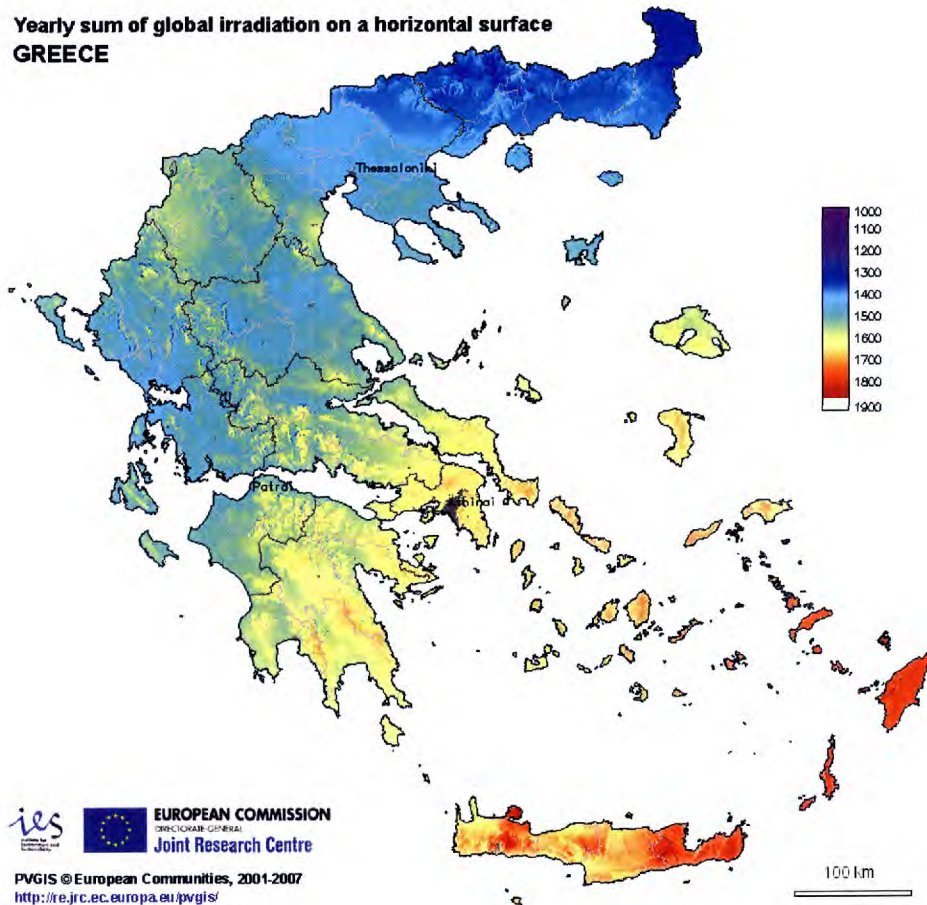 Yearly sum of global irradiation on a horizontal surface
GREECE
Thessaloniki
1000
1100
1200
1300
1400
1500
1600
1700
1800
1900
Patrai
ies
EUROPEAN COMMISSION
DIRECTORATE-GENERAL
Joint Research Centre
PVGIS © European Communities, 2001-2007
http://re.jrc.ec.europa.eu/pvgis/
100 km